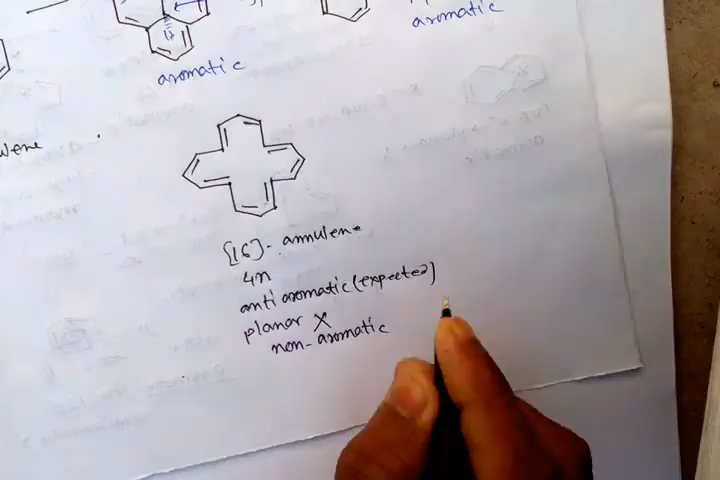 aromatic
aromatic
[16]- annulene
4n
anti aromatic (expected)
planar X
non-aromatic